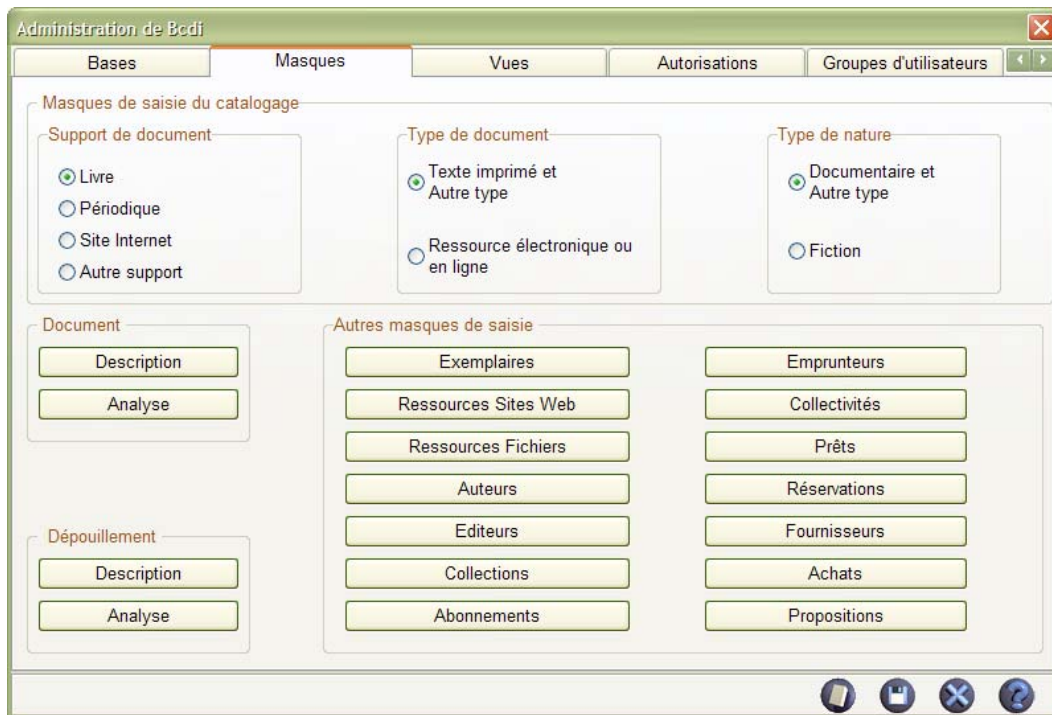 Administration de Bcdi
Bases
Masques
Vues
Autorisations
Groupes d'utilisateurs
Masques de saisie du catalogage
Support de document
Livre
Périodique
Site Internet
Autre support
Type de document
Texte imprimé et
Autre type
Ressource électronique ou
en ligne
Type de nature
Documentaire et
Autre type
Fiction
Document
Description
Analyse
Dépouillement
Description
Analyse
Autres masques de saisie
Exemplaires
Emprunteurs
Ressources Sites Web
Collectivités
Ressources Fichiers
Prêts
Auteurs
Réservations
Editeurs
Fournisseurs
Collections
Achats
Abonnements
Propositions